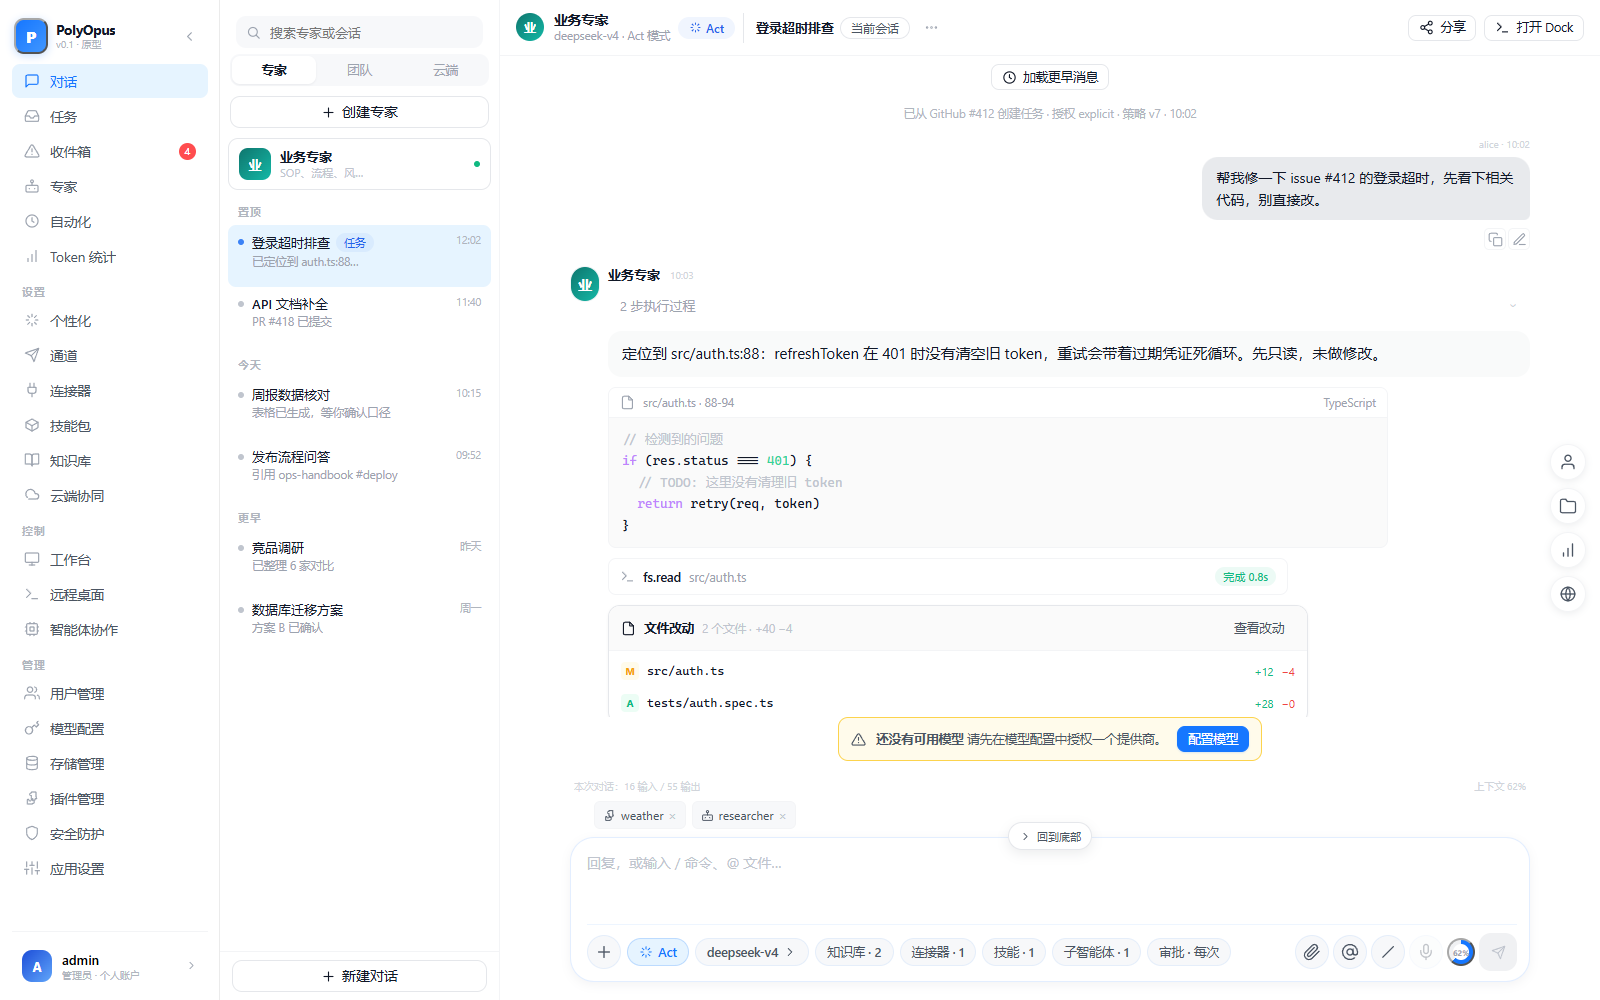 P
PolyOpus
v0.1 · 原型
对话
任务
收件箱
4
专家
自动化
Token 统计
设置
个性化
通道
连接器
技能包
知识库
云端协同
控制
工作台
远程桌面
智能体协作
管理
用户管理
模型配置
存储管理
插件管理
安全防护
应用设置
A
admin
管理员 · 个人账户
搜索专家或会话
专家
团队
云端
创建专家
业务专家
SOP、流程、风...
置顶
登录超时排查 任务 12:02
已定位到 auth.ts:88...
API 文档补全 11:40
PR #418 已提交
今天
周报数据核对 10:15
表格已生成，等你确认口径
发布流程问答 09:52
引用 ops-handbook #deploy
更早
竞品调研 昨天
已整理 6 家对比
数据库迁移方案 周一
方案 B 已确认
新建对话
业务专家
deepseek-v4 · Act 模式
Act
登录超时排查
当前会话
分享
打开 Dock
加载更早消息
已从 GitHub #412 创建任务 · 授权 explicit · 策略 v7 · 10:02
alice · 10:02
帮我修一下 issue #412 的登录超时，先看下相关
代码，别直接改。
业务专家 10:03
2 步执行过程
定位到 src/auth.ts:88：refreshToken 在 401 时没有清空旧 token，重试会带着过期凭证死循环。先只读，未做修改。
src/auth.ts · 88-94 TypeScript
// 检测到的问题
if (res.status === 401) {
// TODO: 这里没有清理旧 token
return retry(req, token)
}
fs.read src/auth.ts 完成 0.8s
文件改动 2 个文件 · +40 −4 查看改动
M src/auth.ts +12 −4
A tests/auth.spec.ts +28 −0
还没有可用模型 请先在模型配置中授权一个提供商。 配置模型
本次对话：16 输入 / 55 输出 上下文 62%
weather ×
researcher ×
回到底部
回复，或输入 / 命令、@ 文件...
Act
deepseek-v4
知识库 · 2
连接器 · 1
技能 · 1
子智能体 · 1
审批 · 每次
62%